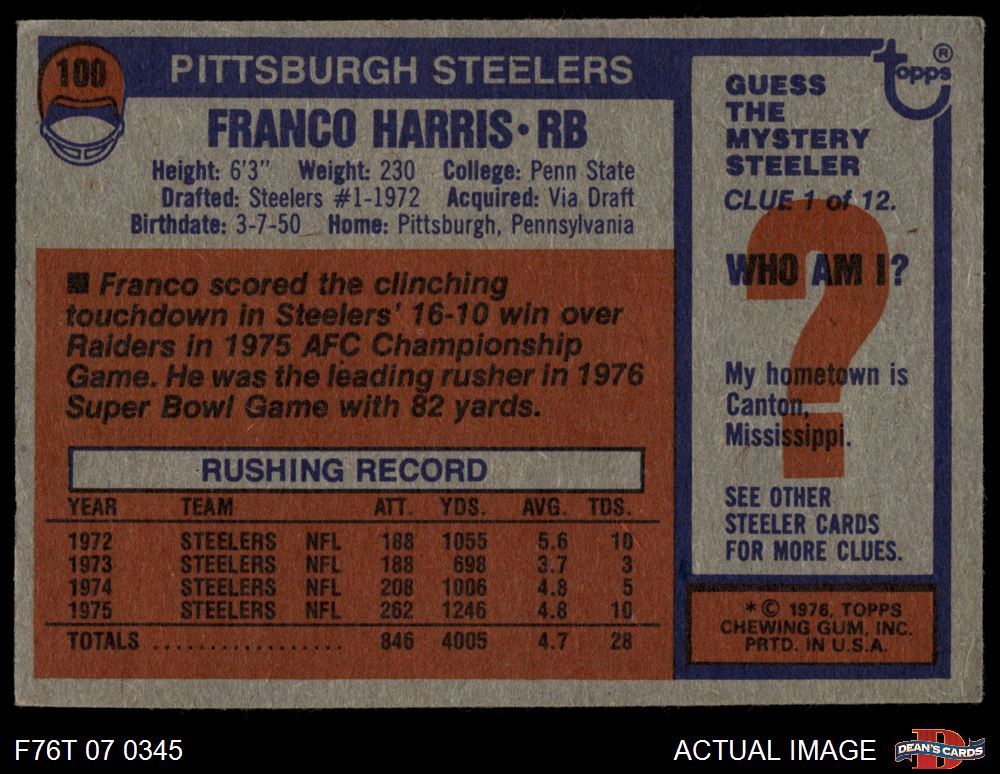 100
PITTSBURGH STEELERS
FRANCO HARRIS • RB
Height: 6'3" Weight: 230 College: Penn State
Drafted: Steelers #1-1972 Acquired: Via Draft
Birthdate: 3-7-50 Home: Pittsburgh, Pennsylvania
■ Franco scored the clinching
touchdown in Steelers' 16-10 win over
Raiders in 1975 AFC Championship
Game. He was the leading rusher in 1976
Super Bowl Game with 82 yards.
RUSHING RECORD
YEAR TEAM ATT. YDS. AVG. TDS.
1972 STEELERS NFL 188 1055 5.6 10
1973 STEELERS NFL 188 698 3.7 3
1974 STEELERS NFL 208 1006 4.8 5
1975 STEELERS NFL 262 1246 4.8 10
TOTALS ................. 846 4005 4.7 28
topps®
GUESS
THE
MYSTERY
STEELER
CLUE 1 of 12.
?
WHO AM I?
My hometown is
Canton,
Mississippi.
SEE OTHER
STEELER CARDS
FOR MORE CLUES.
* © 1976, TOPPS
CHEWING GUM, INC.
PRTD. IN U.S.A.
F76T 07 0345
ACTUAL IMAGE
D
DEAN'S CARDS